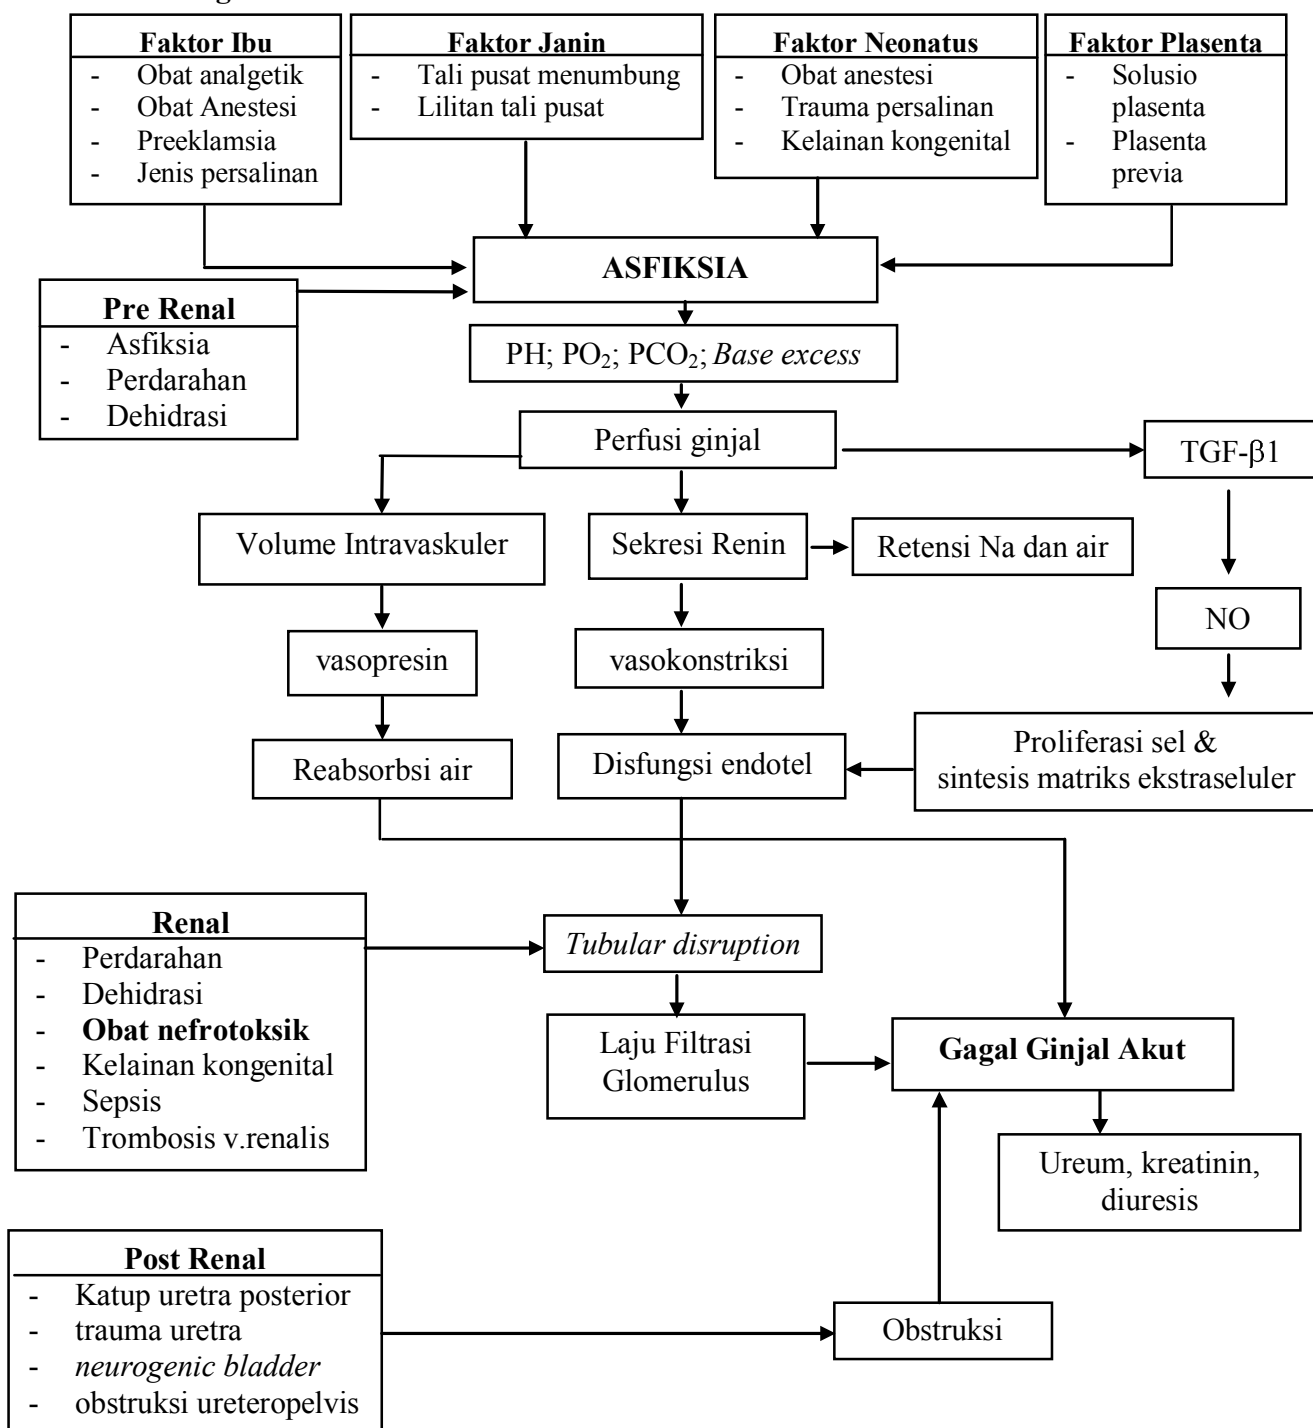 Faktor Ibu
- Obat analgetik
- Obat Anestesi
- Preeklamsia
- Jenis persalinan
Faktor Janin
- Tali pusat menumbung
- Lilitan tali pusat
Faktor Neonatus
- Obat anestesi
- Trauma persalinan
- Kelainan kongenital
Faktor Plasenta
- Solusio
plasenta
- Plasenta
previa
ASFIKSIA
Pre Renal
- Asfiksia
- Perdarahan
- Dehidrasi
PH; PO₂; PCO₂; Base excess
Perfusi ginjal
TGF-β1
Volume Intravaskuler
Sekresi Renin
Retensi Na dan air
NO
vasopresin
vasokonstriksi
Reabsorbsi air
Disfungsi endotel
Proliferasi sel &
sintesis matriks ekstraseluler
Renal
- Perdarahan
- Dehidrasi
- Obat nefrotoksik
- Kelainan kongenital
- Sepsis
- Trombosis v.renalis
Tubular disruption
Laju Filtrasi
Glomerulus
Gagal Ginjal Akut
Ureum, kreatinin,
diuresis
Post Renal
- Katup uretra posterior
- trauma uretra
- neurogenic bladder
- obstruksi ureteropelvis
Obstruksi